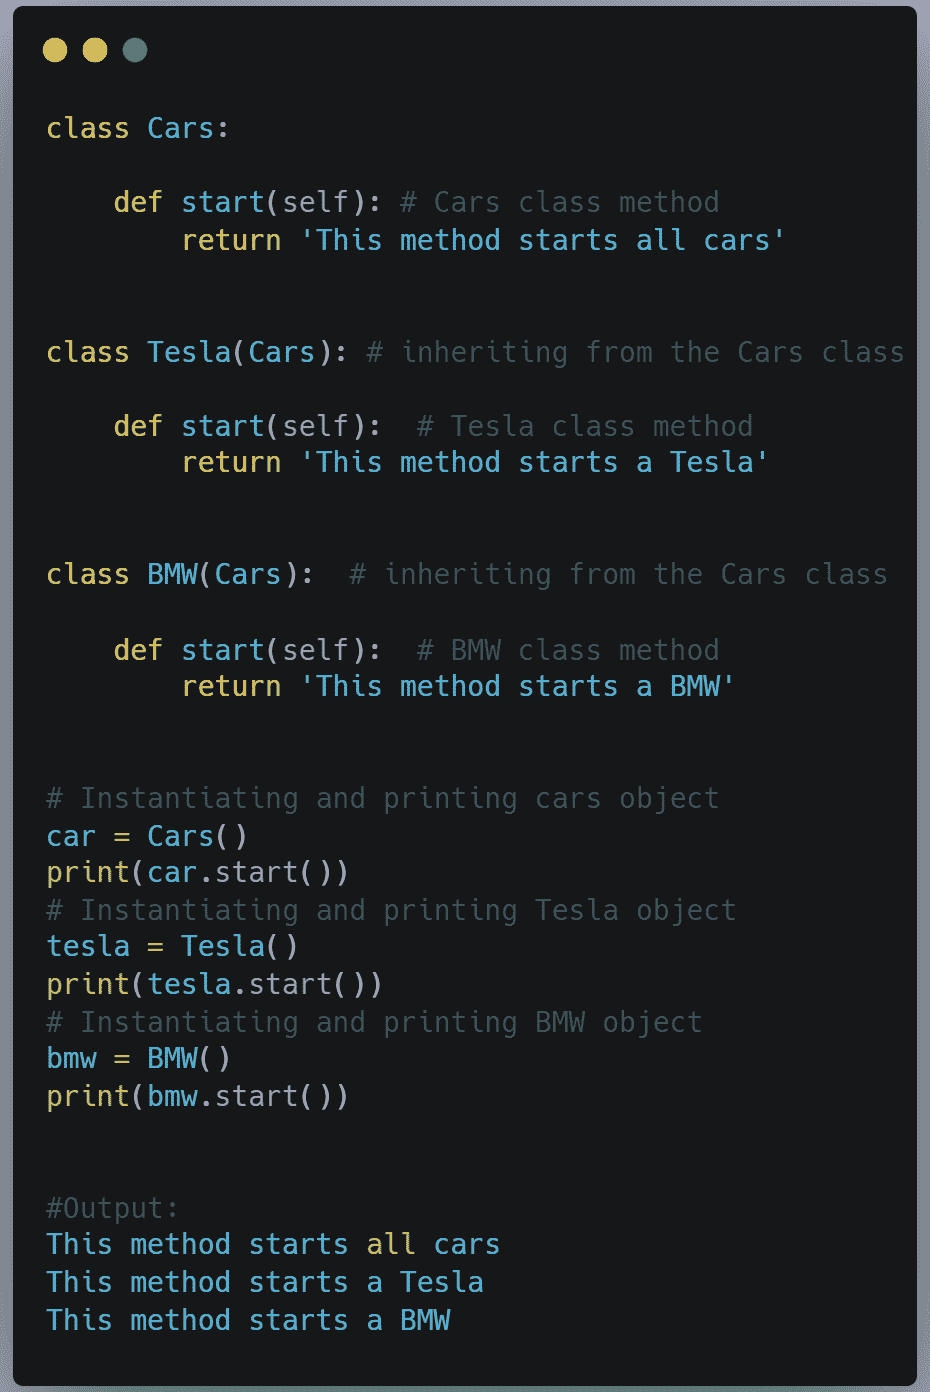 class Cars:
    def start(self): # Cars class method
        return 'This method starts all cars'
class Tesla(Cars): # inheriting from the Cars class
    def start(self):  # Tesla class method
        return 'This method starts a Tesla'
class BMW(Cars):  # inheriting from the Cars class
    def start(self):  # BMW class method
        return 'This method starts a BMW'
# Instantiating and printing cars object
car = Cars()
print(car.start())
# Instantiating and printing Tesla object
tesla = Tesla()
print(tesla.start())
# Instantiating and printing BMW object
bmw = BMW()
print(bmw.start())
#Output:
This method starts all cars
This method starts a Tesla
This method starts a BMW